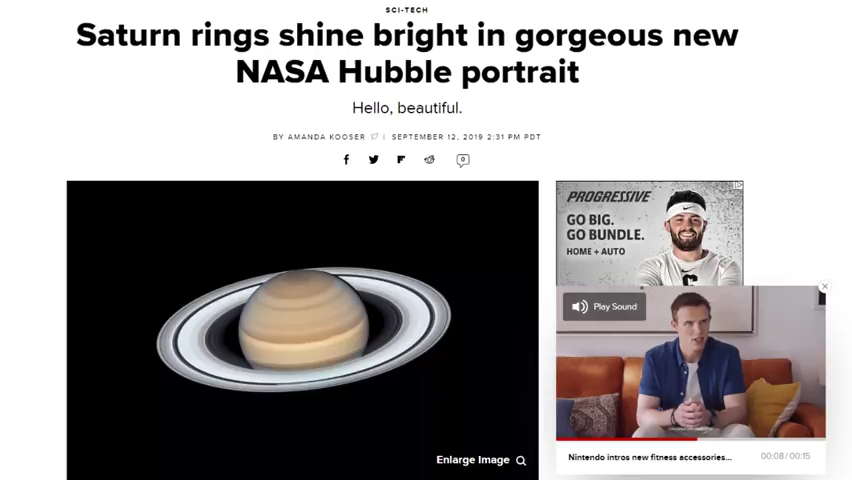 SCI-TECH
Saturn rings shine bright in gorgeous new
NASA Hubble portrait
Hello, beautiful.
BY AMANDA KOOSER | SEPTEMBER 12, 2019 2:31 PM PDT
0
PROGRESSIVE
GO BIG.
GO BUNDLE.
HOME + AUTO
Play Sound
Enlarge Image
Nintendo intros new fitness accessories... 00:08 / 00:15